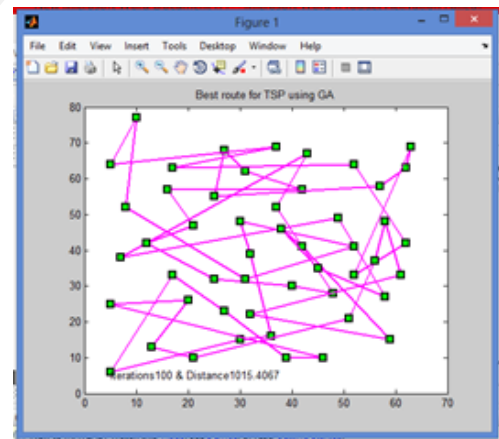 Figure 1
File Edit View Insert Tools Desktop Window Help
Best route for TSP using GA
80
70
60
50
40
30
20
10
0
Iterations100 & Distance1015.4067
0 10 20 30 40 50 60 70